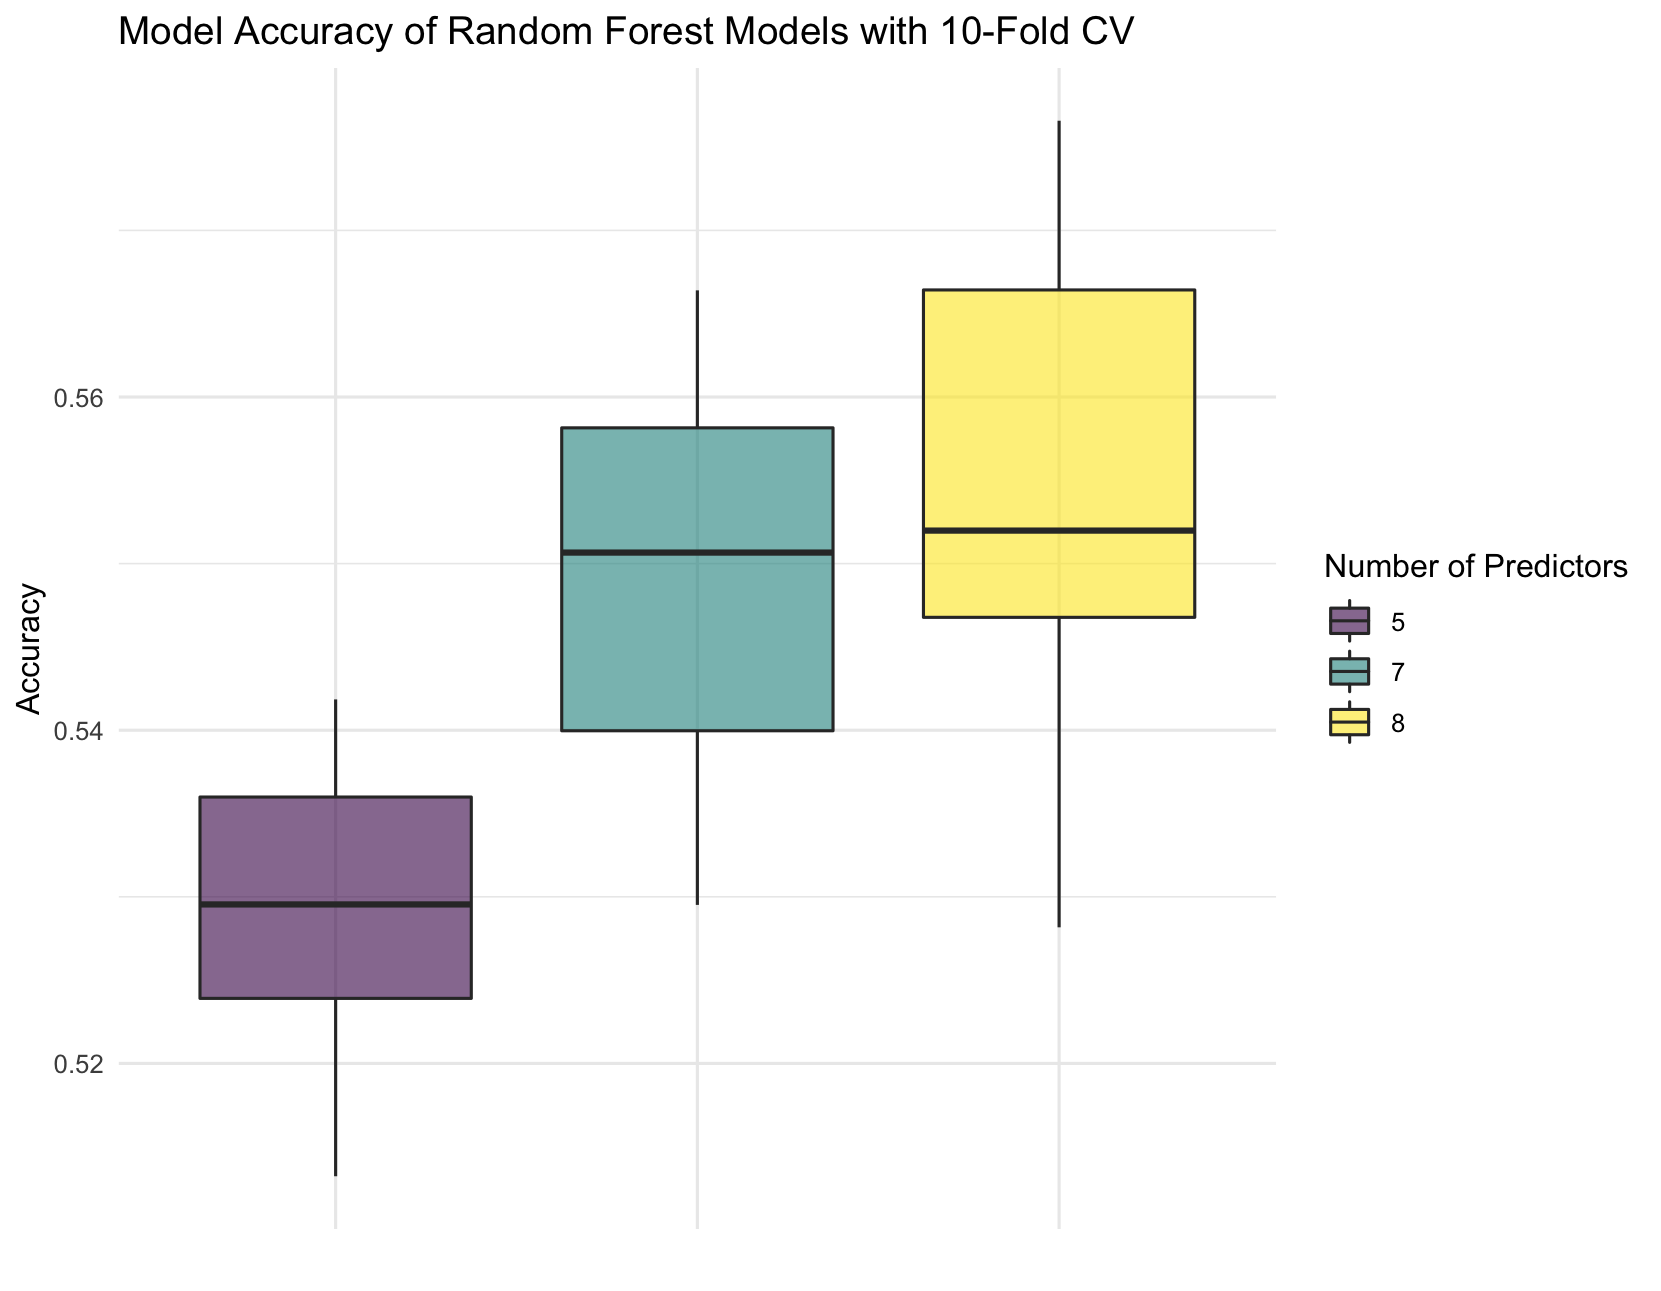 Model Accuracy of Random Forest Models with 10-Fold CV
Accuracy
0.56
0.54
0.52
Number of Predictors
5
7
8